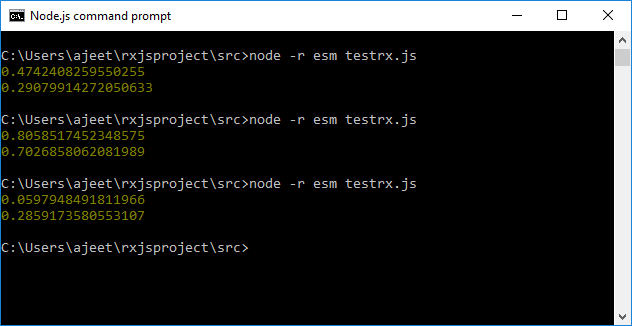 Node.js command prompt
C:\Users\ajeet\rxjsproject\src>node -r esm testrx.js
0.4742408259550255
0.29079914272050633
C:\Users\ajeet\rxjsproject\src>node -r esm testrx.js
0.8058517452348575
0.7026858062081989
C:\Users\ajeet\rxjsproject\src>node -r esm testrx.js
0.0597948491811966
0.2859173580553107
C:\Users\ajeet\rxjsproject\src>